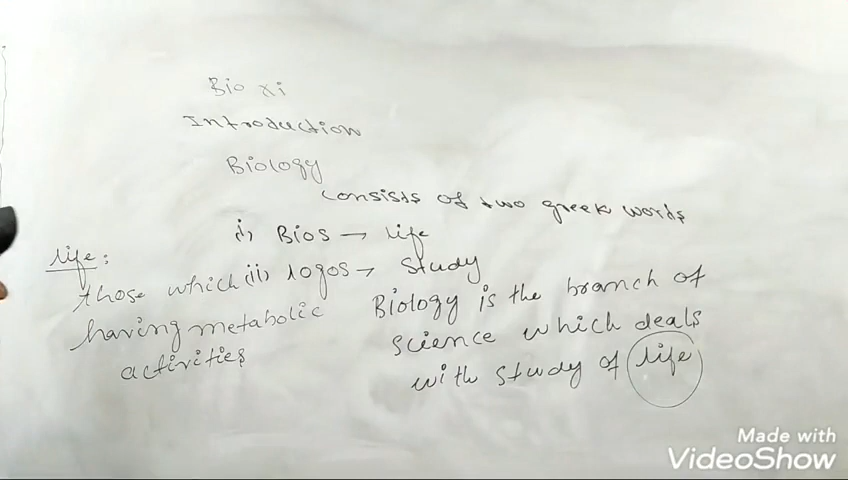 Bio xi
Introduction
Biology
consists of two greek words
i) Bios → life
ii) logos → study
Biology is the branch of
science which deals
with study of life
life:
those which
having metabolic
activities
Made with
VideoShow